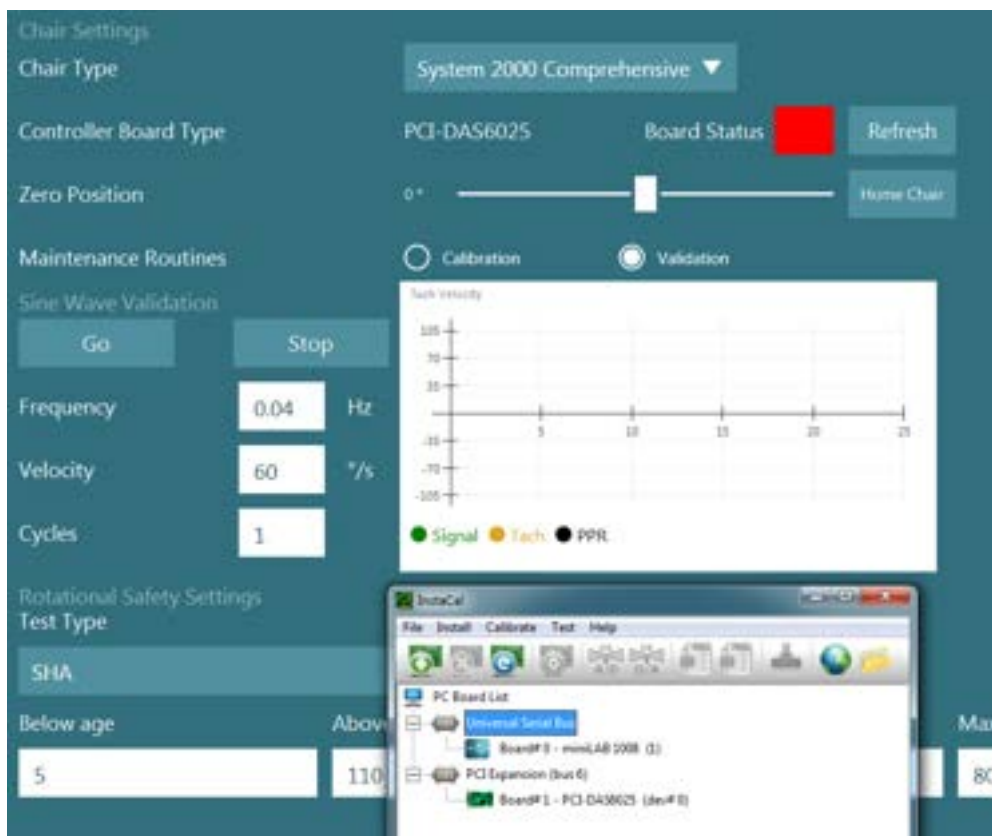 Chair Settings
Chair Type
System 2000 Comprehensive
Controller Board Type
PCI-DAS6025
Board Status
Refresh
Zero Position
0 °
Home Chair
Maintenance Routines
Calibration
Validation
Sine Wave Validation
Go
Stop
Frequency
0.04
Hz
Velocity
60
°/s
Cycles
1
Tach Velocity
105
70
35
-35
-70
-105
5
10
15
20
25
Signal
Tach
PPR
Rotational Safety Settings
Test Type
SHA
Below age
Above
Max
5
110
80
InstaCal
File Install Calibrate Test Help
PC Board List
Universal Serial Bus
Board# 0 - miniLAB 1008 (1)
PCI Expansion (bus 6)
Board# 1 - PCI-DAS6025 (dev# 0)